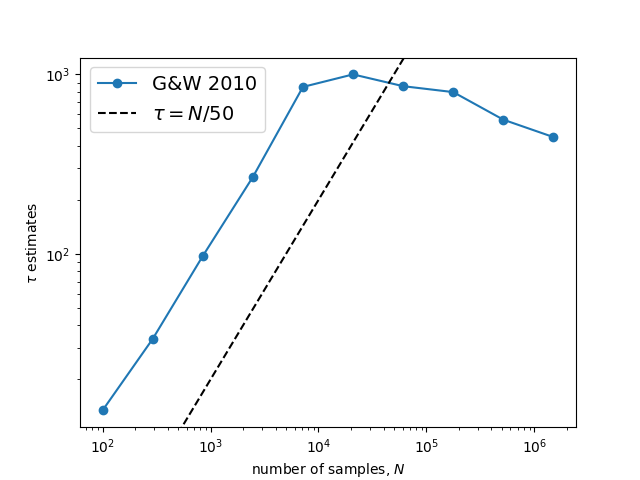 10³
10²
τ estimates
G&W 2010
τ = N/50
10² 10³ 10⁴ 10⁵ 10⁶
number of samples, N